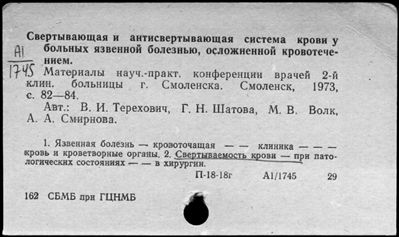 Свертывающая и антисвертывающая система крови у
больных язвенной болезнью, осложненной кровотече-
нием.
А1
1745
Материалы науч.-практ. конференции врачей 2-й
клин. больницы г. Смоленска. Смоленск, 1973,
с. 82—84.
Авт.: В. И. Терехович, Г. Н. Шатова, М. В. Волк,
А. А. Смирнова.
1. Язвенная болезнь — кровоточащая — — клиника — — —
кровь и кроветворные органы. 2. Свертываемость крови — при пато-
логических состояниях — — в хирургии.
П-18-18г А1/1745 29
162 СБМБ при ГЦНМБ